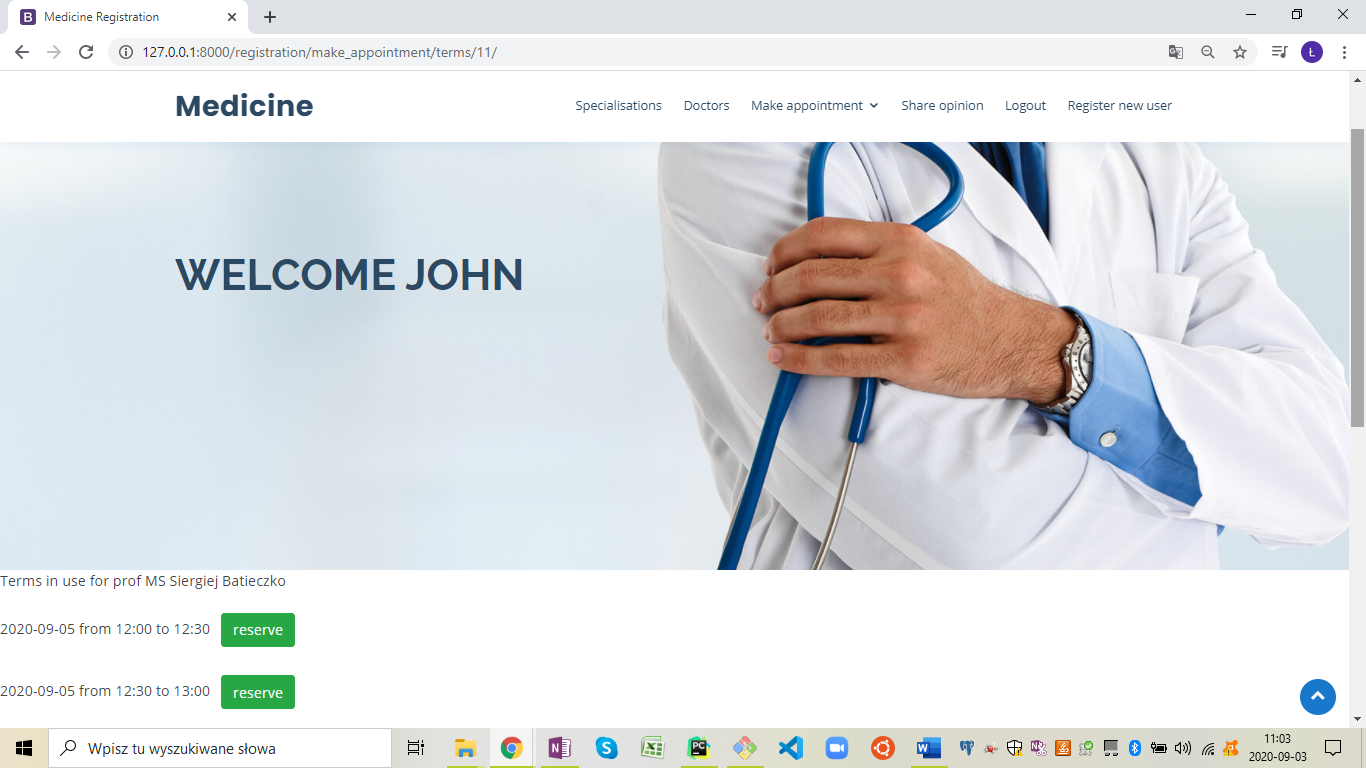 Medicine Registration
127.0.0.1:8000/registration/make_appointment/terms/11/
Ł
Medicine
Specialisations Doctors Make appointment Share opinion Logout Register new user
WELCOME JOHN
Terms in use for prof MS Siergiej Batieczko
2020-09-05 from 12:00 to 12:30 reserve
2020-09-05 from 12:30 to 13:00 reserve
Wpisz tu wyszukiwane słowa
11:03
2020-09-03